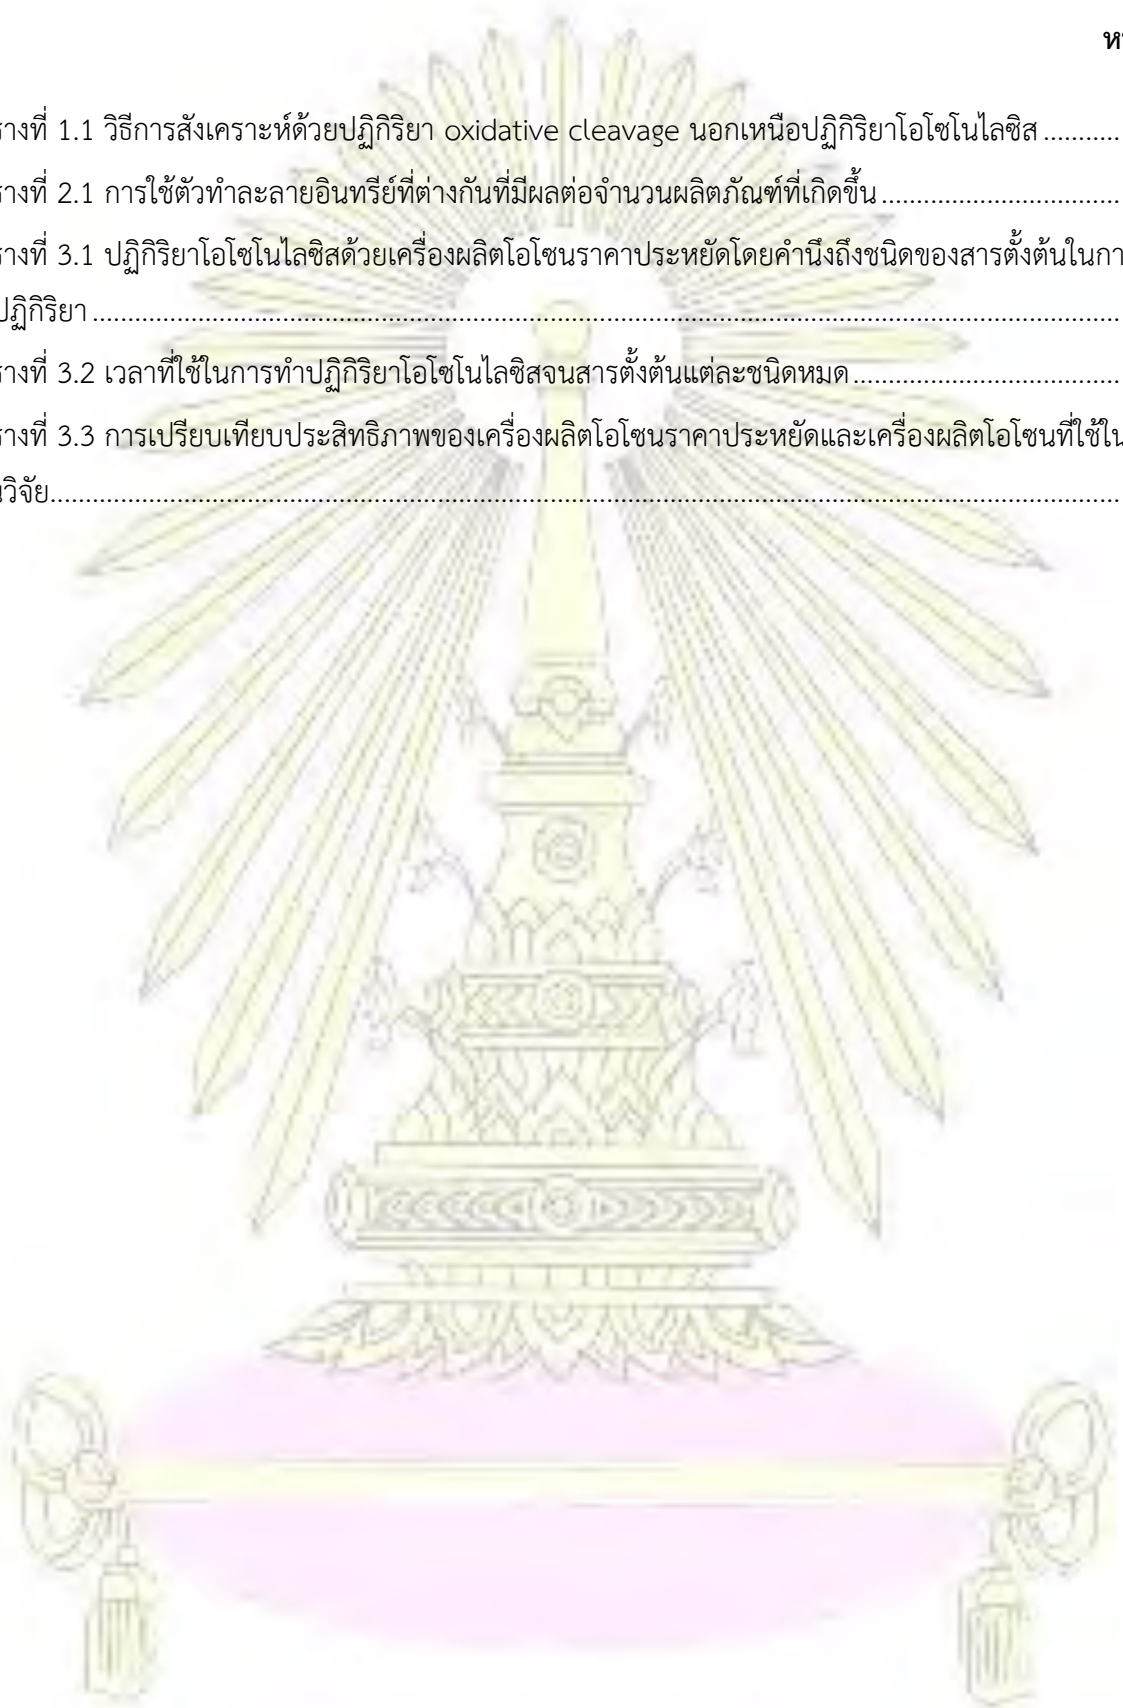 ห
รางที่ 1.1 วิธีการสังเคราะห์ด้วยปฏิกิริยา oxidative cleavage นอกเหนือปฏิกิริยาโอโซโนไลซิส ...........
รางที่ 2.1 การใช้ตัวทำละลายอินทรีย์ที่ต่างกันที่มีผลต่อจำนวนผลิตภัณฑ์ที่เกิดขึ้น ...................................
รางที่ 3.1 ปฏิกิริยาโอโซโนไลซิสด้วยเครื่องผลิตโอโซนราคาประหยัดโดยคำนึงถึงชนิดของสารตั้งต้นในกา
ปฏิกิริยา ...................................................................................................................................
รางที่ 3.2 เวลาที่ใช้ในการทำปฏิกิริยาโอโซโนไลซิสจนสารตั้งต้นแต่ละชนิดหมด.......................................
รางที่ 3.3 การเปรียบเทียบประสิทธิภาพของเครื่องผลิตโอโซนราคาประหยัดและเครื่องผลิตโอโซนที่ใช้ใน
นวิจัย........................................................................................................................................